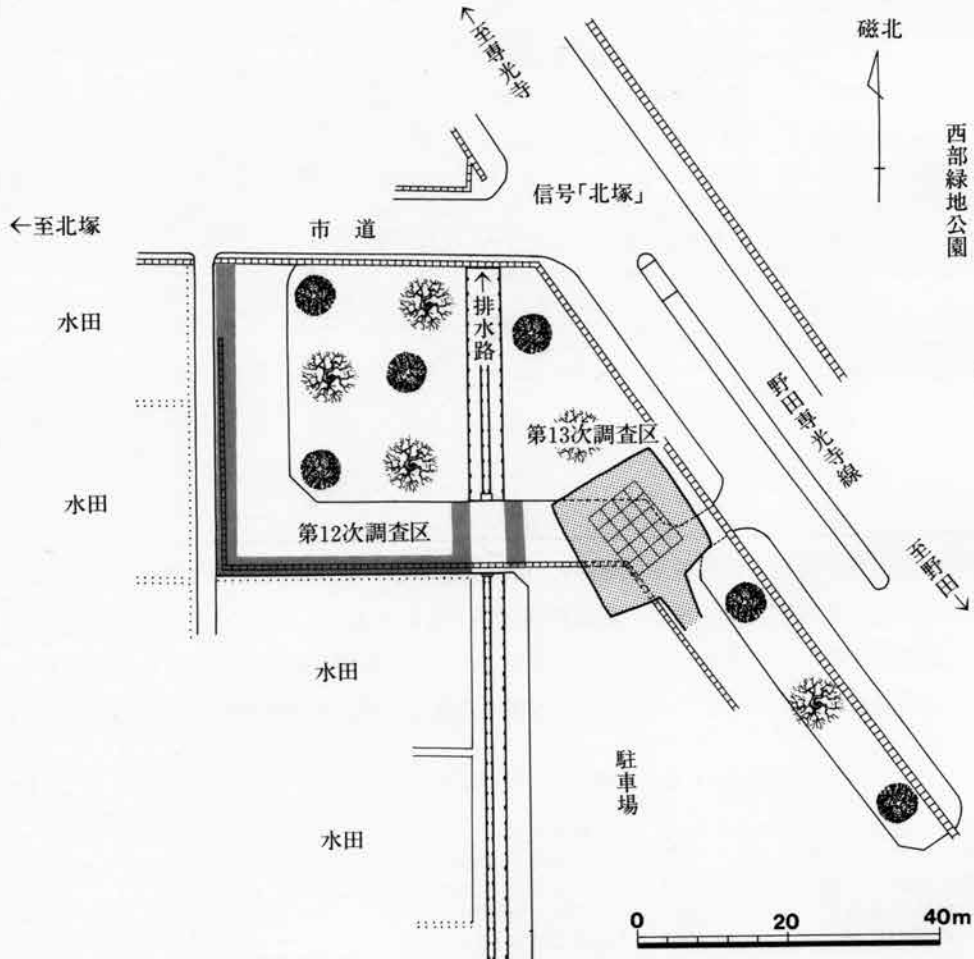 ↑至専光寺
磁北
西部緑地公園
信号「北塚」
←至北塚
市 道
水田
↑排水路
野田専光寺線
第13次調査区
水田
第12次調査区
至野田↓
水田
駐車場
水田
0 20 40m